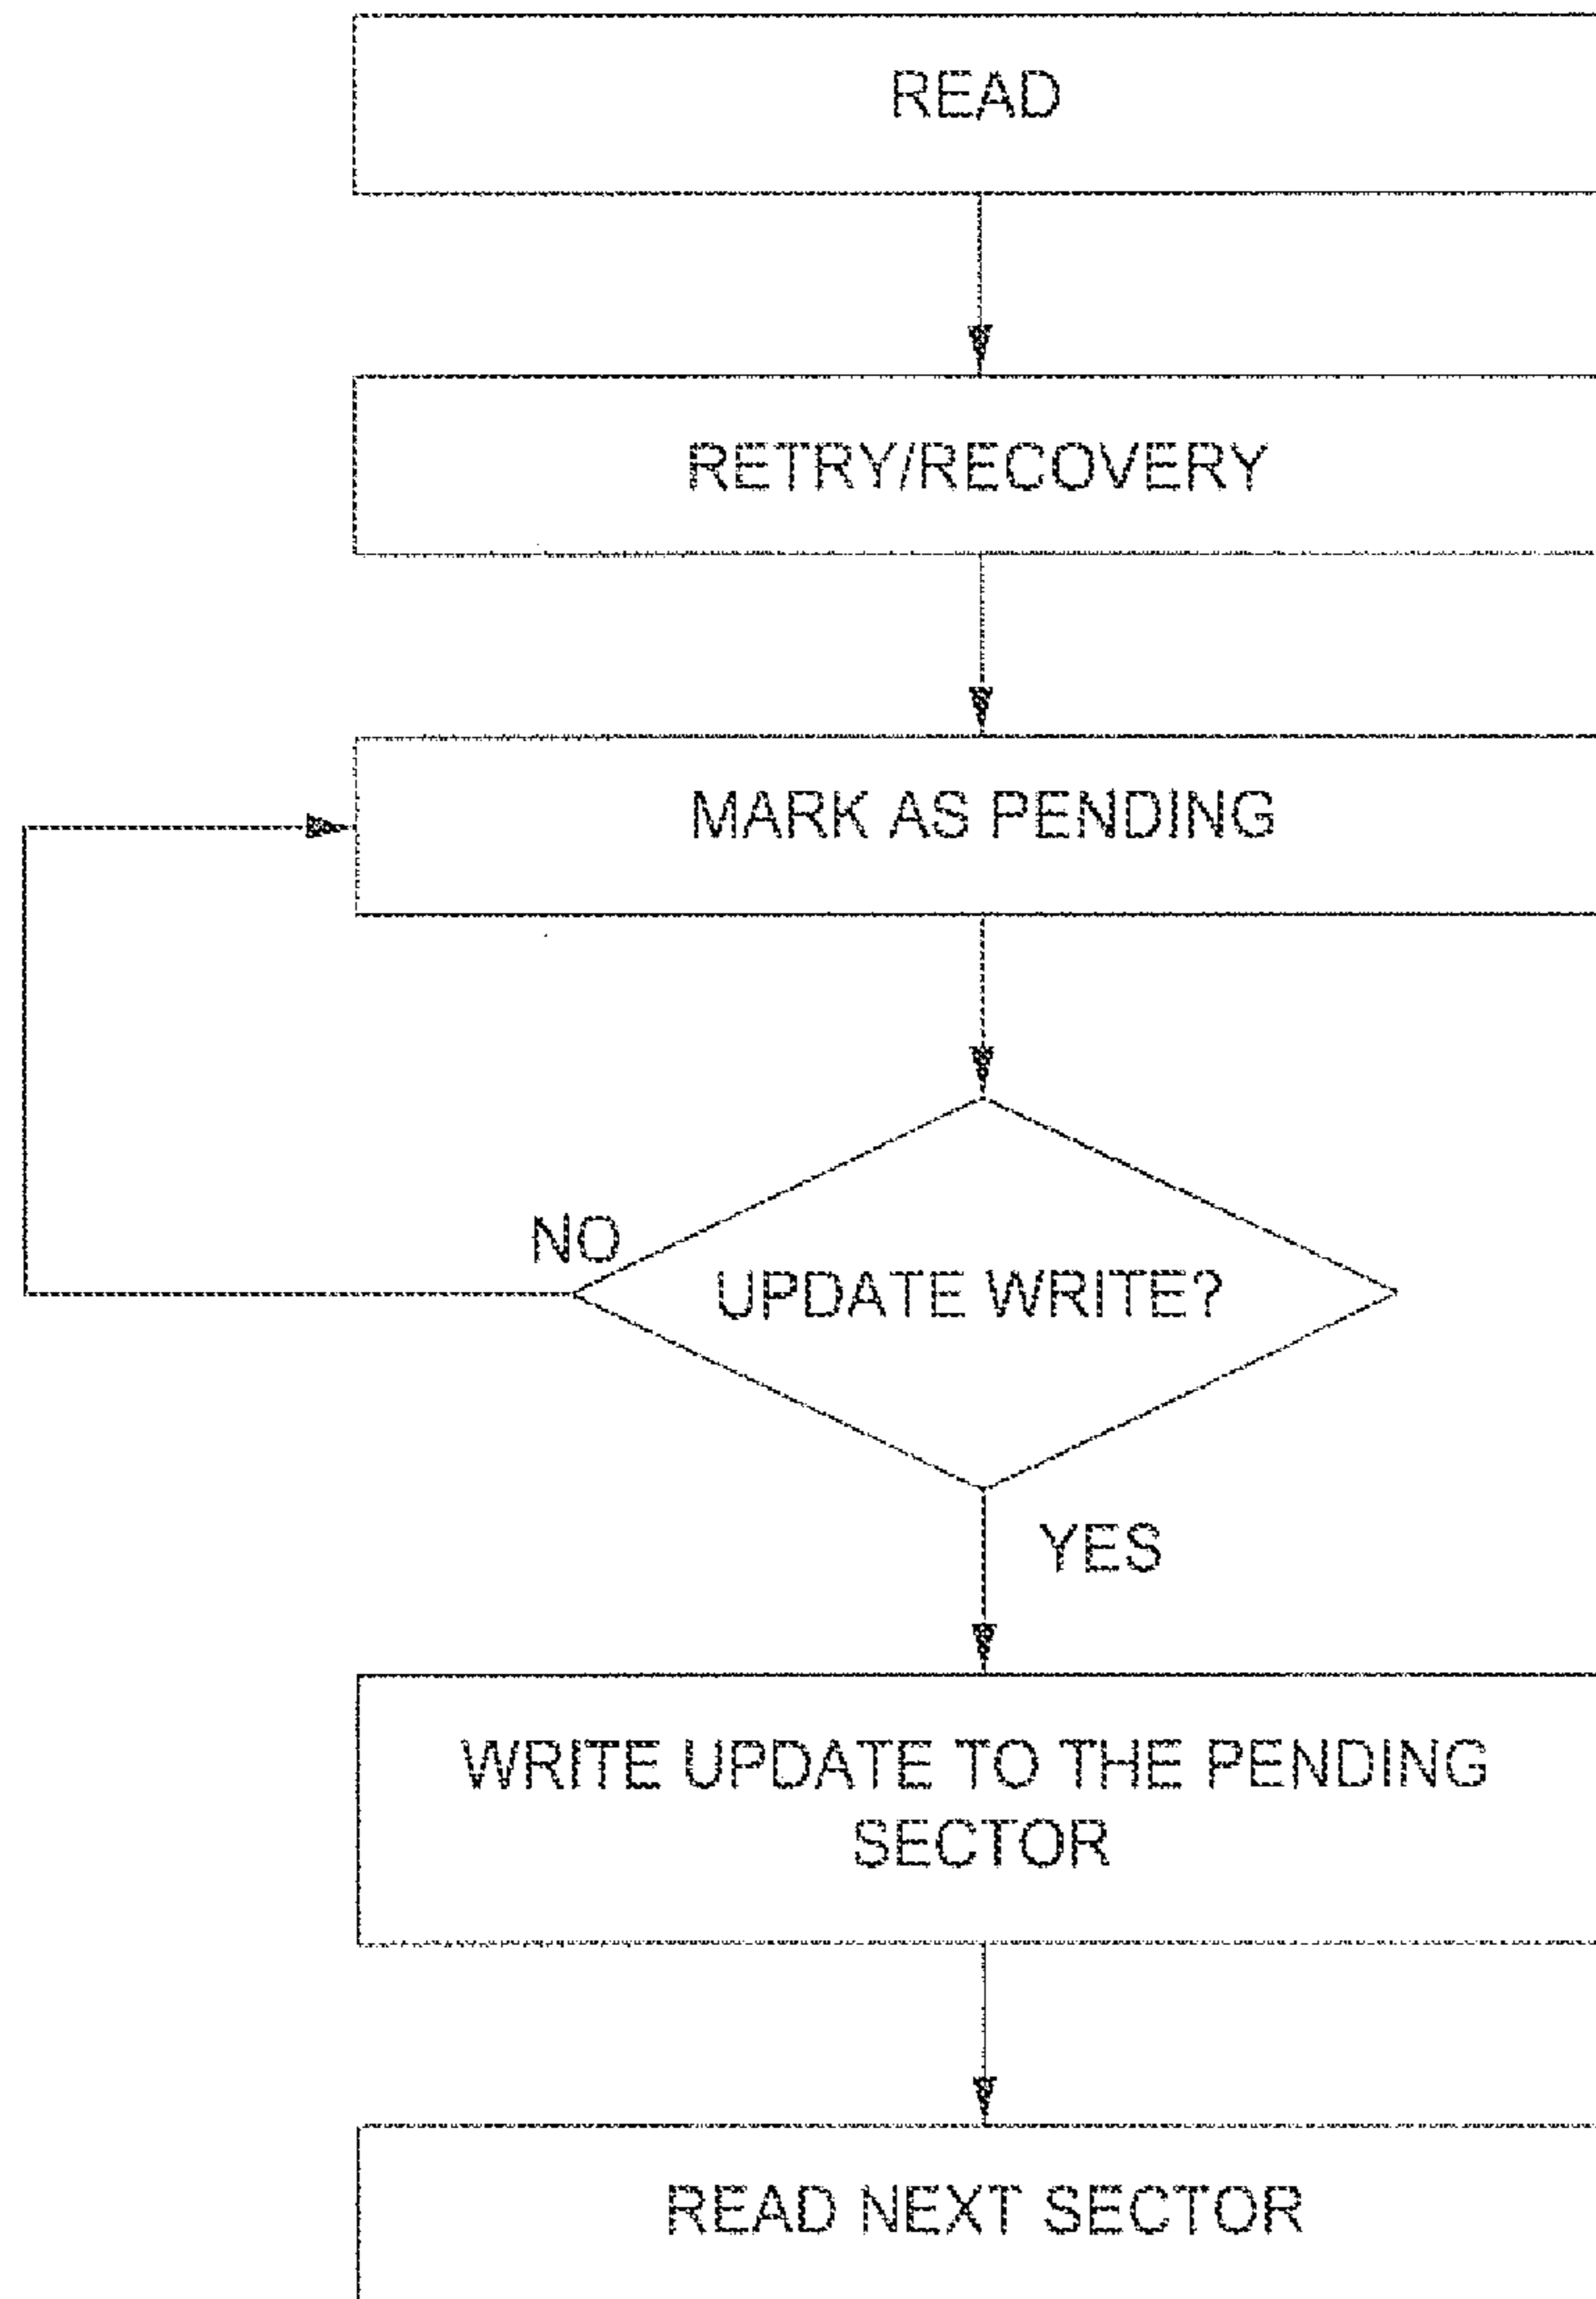 READ
RETRY/RECOVERY
MARK AS PENDING
NO
UPDATE WRITE?
YES
WRITE UPDATE TO THE PENDING
SECTOR
READ NEXT SECTOR